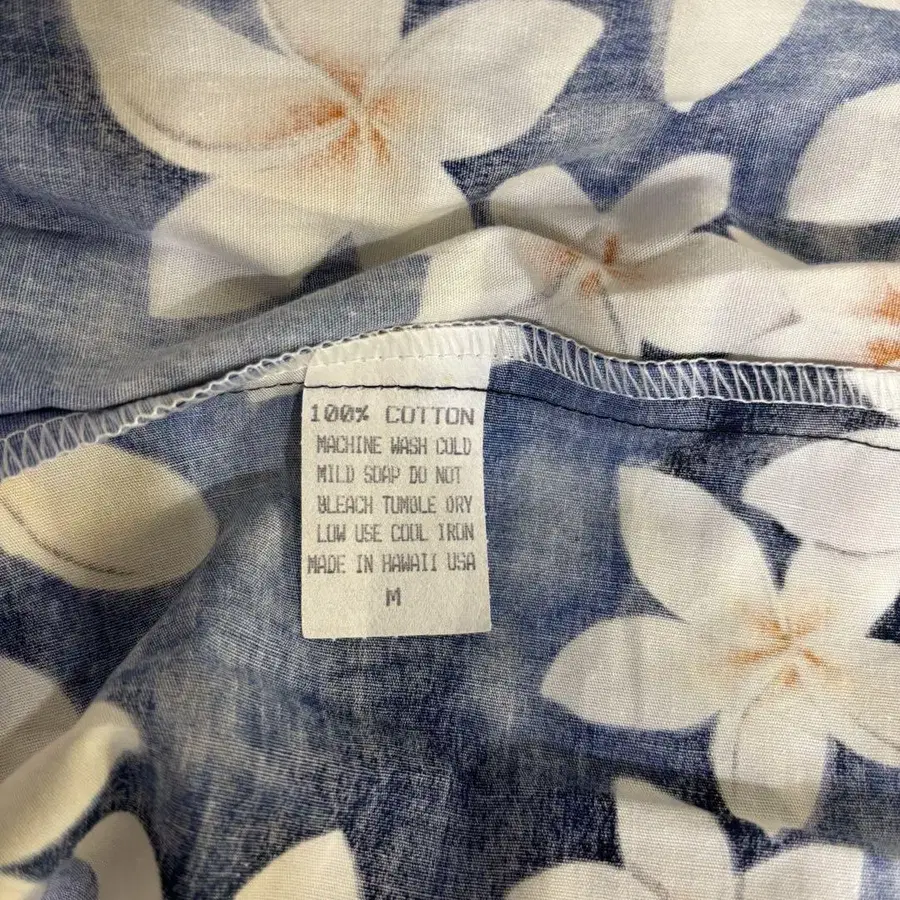 100% COTTON
MACHINE WASH COLD
MILD SOAP DO NOT
BLEACH TUMBLE DRY
LOW USE COOL IRON
MADE IN HAWAII USA
M